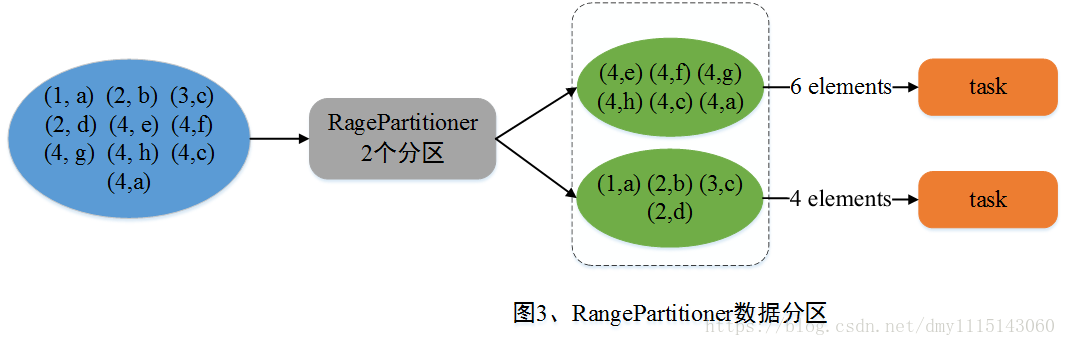 (1, a) (2, b) (3,c)
(2, d) (4, e) (4,f)
(4, g) (4, h) (4,c)
(4,a)
RagePartitioner
2个分区
(4,e) (4,f) (4,g)
(4,h) (4,c) (4,a)
6 elements
task
(1,a) (2,b) (3,c)
(2,d)
4 elements
task
图3、RangePartitioner数据分区
https://blog.csdn.net/dmy1115143060